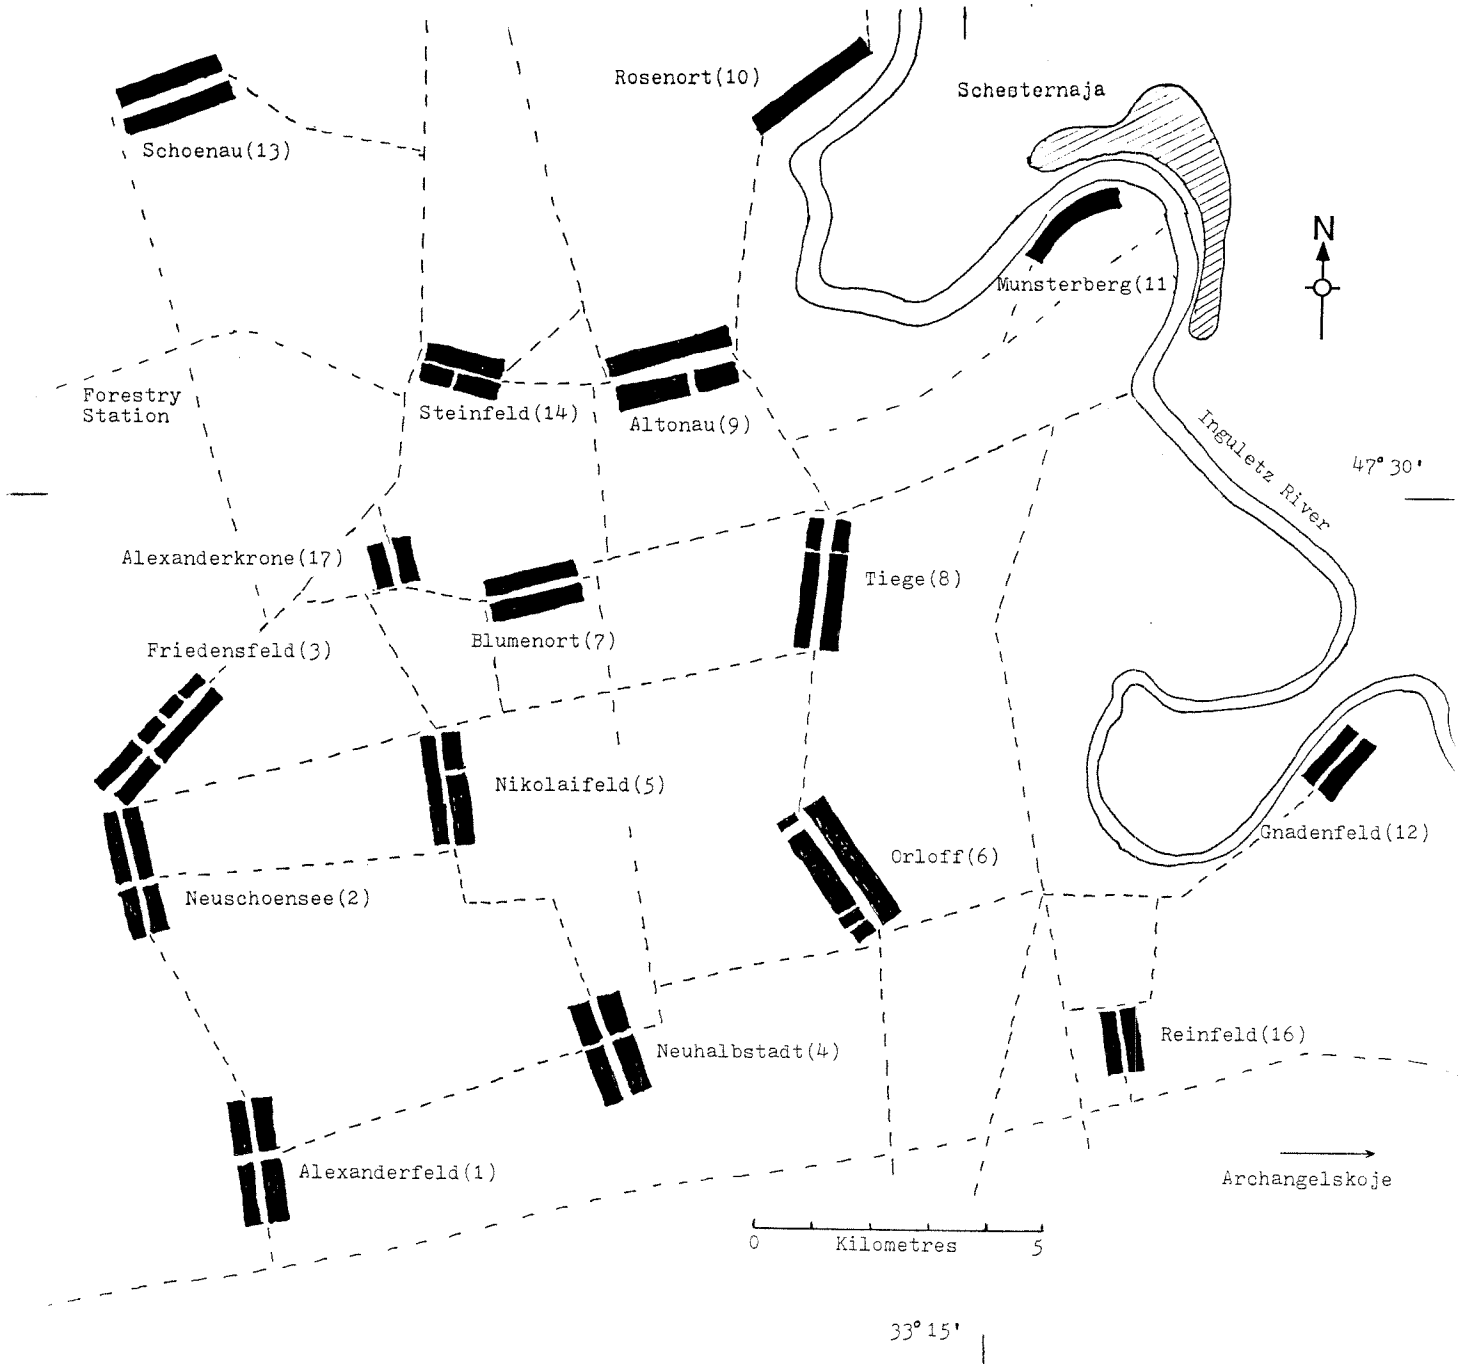 Rosenort(10)
Schesternaja
Schoenau(13)
N
Munsterberg(11
Forestry
Station
Steinfeld(14)
Altonau(9)
Inguletz River
47°30'
Alexanderkrone(17)
Tiege(8)
Friedensfeld(3)
Blumenort(7)
Nikolaifeld(5)
Gnadenfeld(12)
Orloff(6)
Neuschoensee(2)
Reinfeld(16)
Neuhalbstadt(4)
Alexanderfeld(1)
Archangelskoje
0 Kilometres 5
33°15'